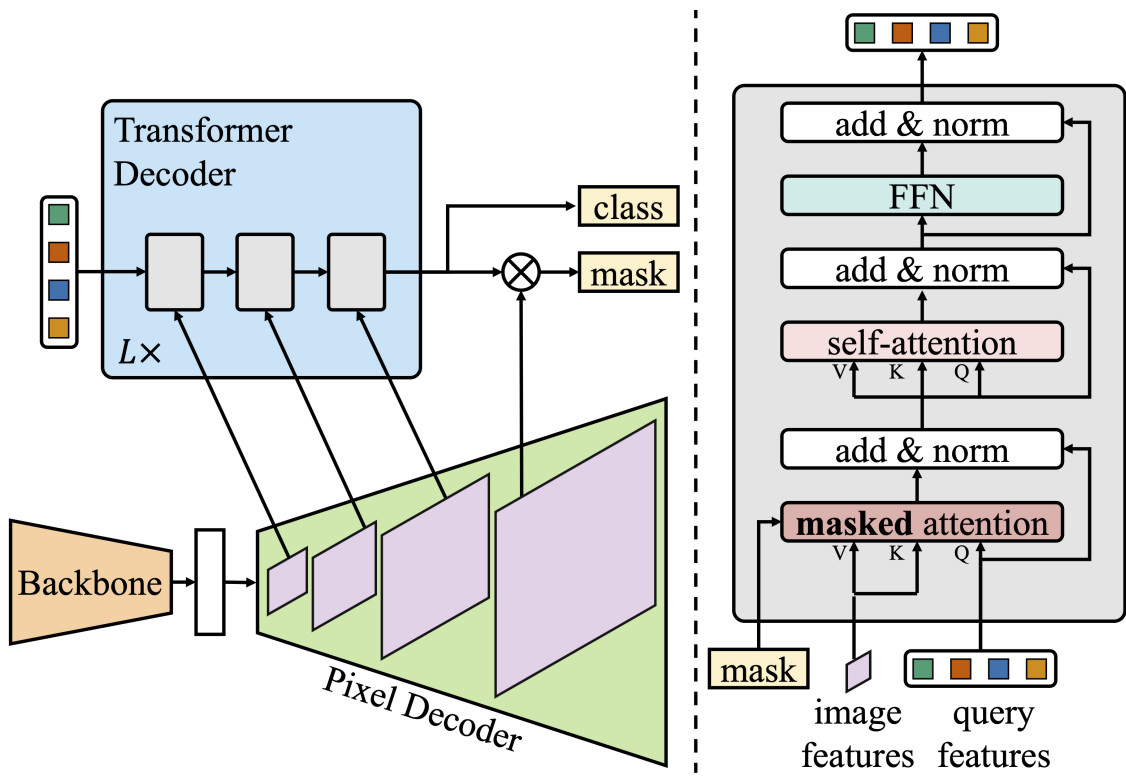 Transformer
Decoder
L×
class
mask
Backbone
Pixel Decoder
add & norm
FFN
add & norm
self-attention
V K Q
add & norm
masked attention
V K Q
mask
image
features
query
features